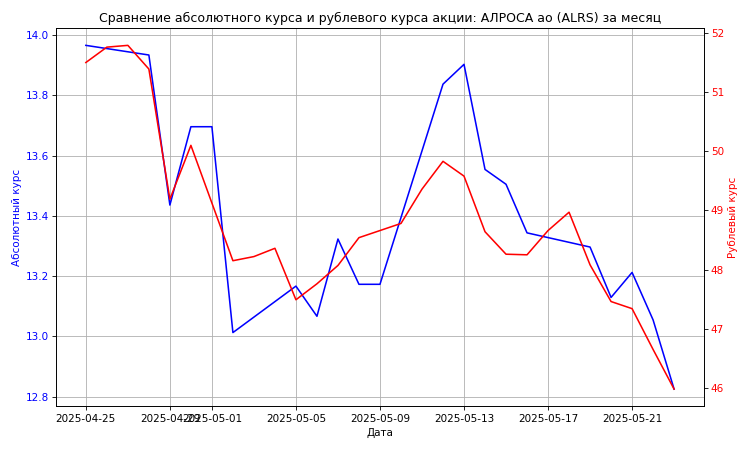 Сравнение абсолютного курса и рублевого курса акции: АЛРОСА ао (ALRS) за месяц
14.0
13.8
13.6
13.4
13.2
13.0
12.8
Абсолютный курс
52
51
50
49
48
47
46
Рублевый курс
2025-04-25 2025-04-29 2025-05-01 2025-05-05 2025-05-09 2025-05-13 2025-05-17 2025-05-21
Дата